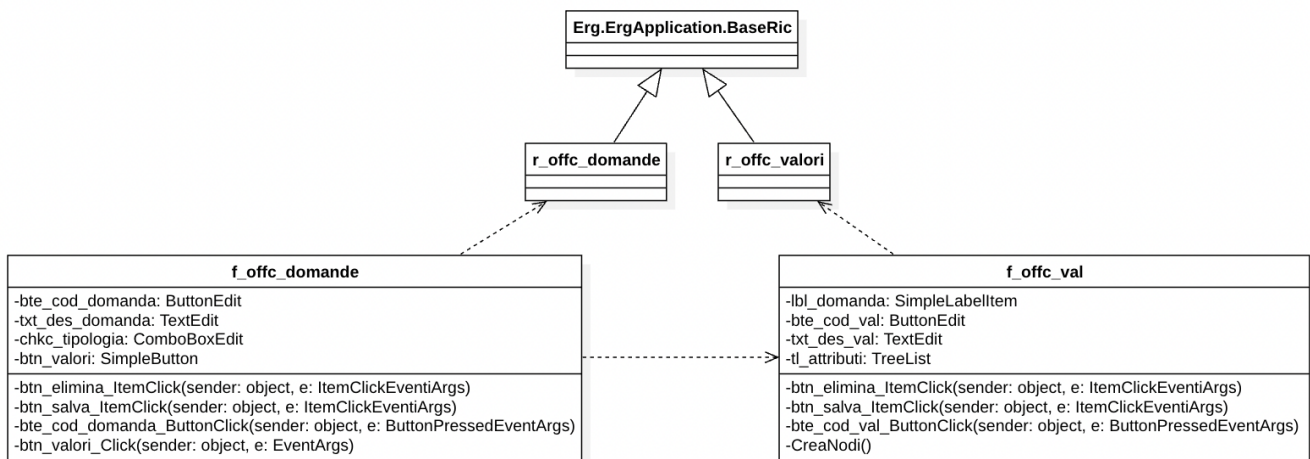 Erg.ErgApplication.BaseRic
r_offc_domande
r_offc_valori
f_offc_domande
-bte_cod_domanda: ButtonEdit
-txt_des_domanda: TextEdit
-chkc_tipologia: ComboBoxEdit
-btn_valori: SimpleButton
-btn_elimina_ItemClick(sender: object, e: ItemClickEventiArgs)
-btn_salva_ItemClick(sender: object, e: ItemClickEventiArgs)
-bte_cod_domanda_ButtonClick(sender: object, e: ButtonPressedEventArgs)
-btn_valori_Click(sender: object, e: EventArgs)
f_offc_val
-lbl_domanda: SimpleLabelItem
-bte_cod_val: ButtonEdit
-txt_des_val: TextEdit
-tl_attributi: TreeList
-btn_elimina_ItemClick(sender: object, e: ItemClickEventiArgs)
-btn_salva_ItemClick(sender: object, e: ItemClickEventiArgs)
-bte_cod_val_ButtonClick(sender: object, e: ButtonPressedEventArgs)
-CreaNodi()